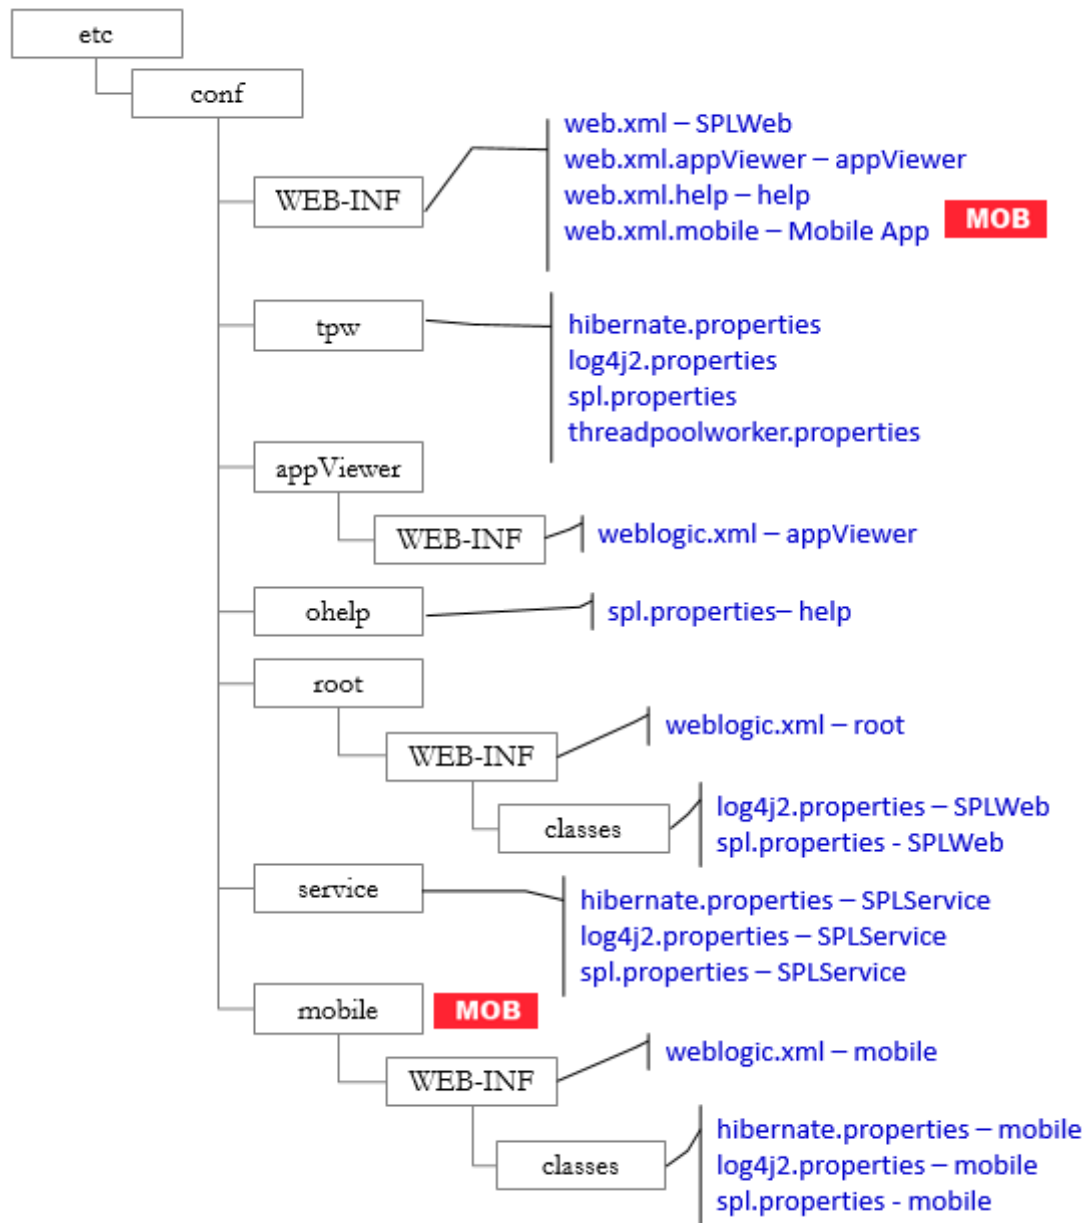 etc
conf
WEB-INF
web.xml – SPLWeb
web.xml.appViewer – appViewer
web.xml.help – help
web.xml.mobile – Mobile App
MOB
tpw
hibernate.properties
log4j2.properties
spl.properties
threadpoolworker.properties
appViewer
WEB-INF
weblogic.xml – appViewer
ohelp
spl.properties– help
root
WEB-INF
weblogic.xml – root
classes
log4j2.properties – SPLWeb
spl.properties - SPLWeb
service
hibernate.properties – SPLService
log4j2.properties – SPLService
spl.properties – SPLService
mobile
MOB
WEB-INF
weblogic.xml – mobile
classes
hibernate.properties – mobile
log4j2.properties – mobile
spl.properties - mobile